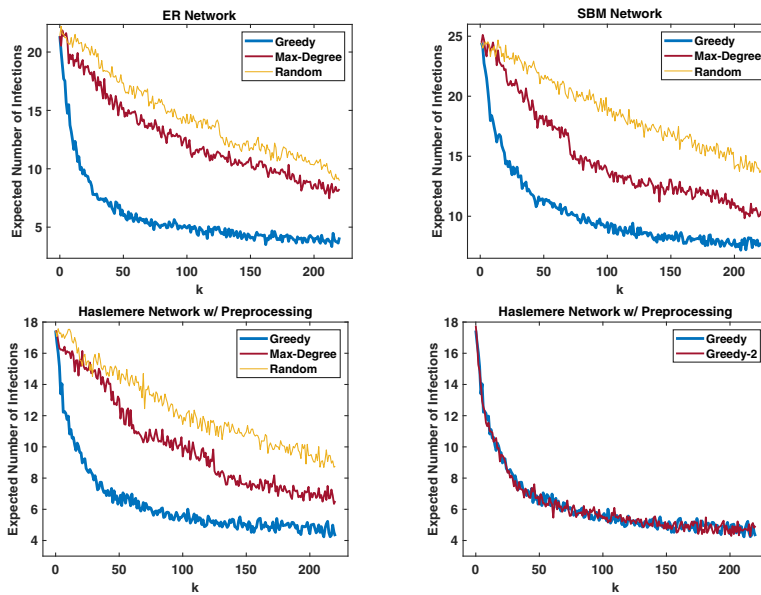 ER Network
Expected Number of Infections
20
15
10
5
0 50 100 150 200
k
Greedy
Max-Degree
Random
SBM Network
Expected Number of Infections
25
20
15
10
0 50 100 150 200
k
Greedy
Max-Degree
Random
Haslemere Network w/ Preprocessing
Expected Number of Infections
18
16
14
12
10
8
6
4
0 50 100 150 200
k
Greedy
Max-Degree
Random
Haslemere Network w/ Preprocessing
Expected Number of Infections
18
16
14
12
10
8
6
4
0 50 100 150 200
k
Greedy
Greedy-2